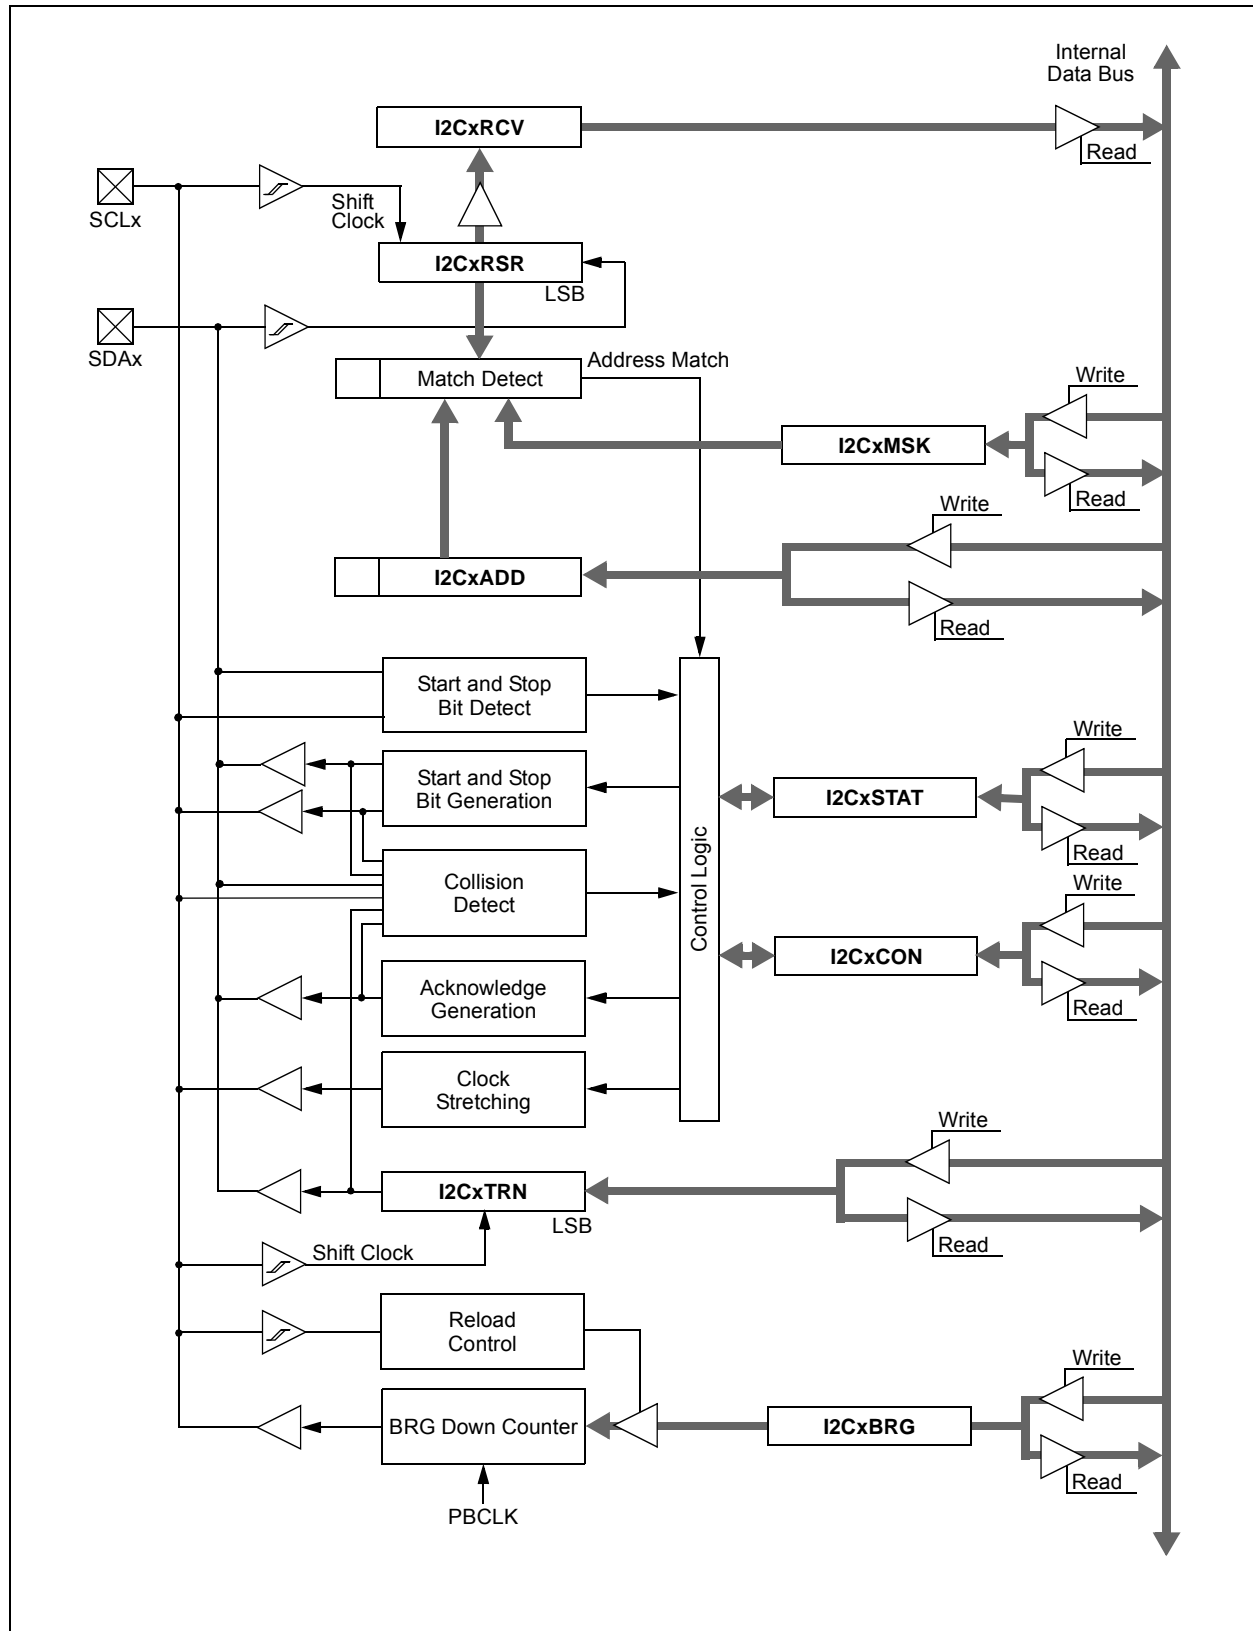 Internal
Data Bus
I2CxRCV
Read
SCLx
Shift
Clock
I2CxRSR
LSB
SDAx
Address Match
Match Detect
Write
I2CxMSK
Read
Write
I2CxADD
Read
Start and Stop
Bit Detect
Write
Start and Stop
Bit Generation
I2CxSTAT
Control Logic
Read
Collision
Detect
Write
I2CxCON
Acknowledge
Generation
Read
Clock
Stretching
Write
I2CxTRN
LSB
Read
Shift Clock
Reload
Control
Write
BRG Down Counter
I2CxBRG
Read
PBCLK